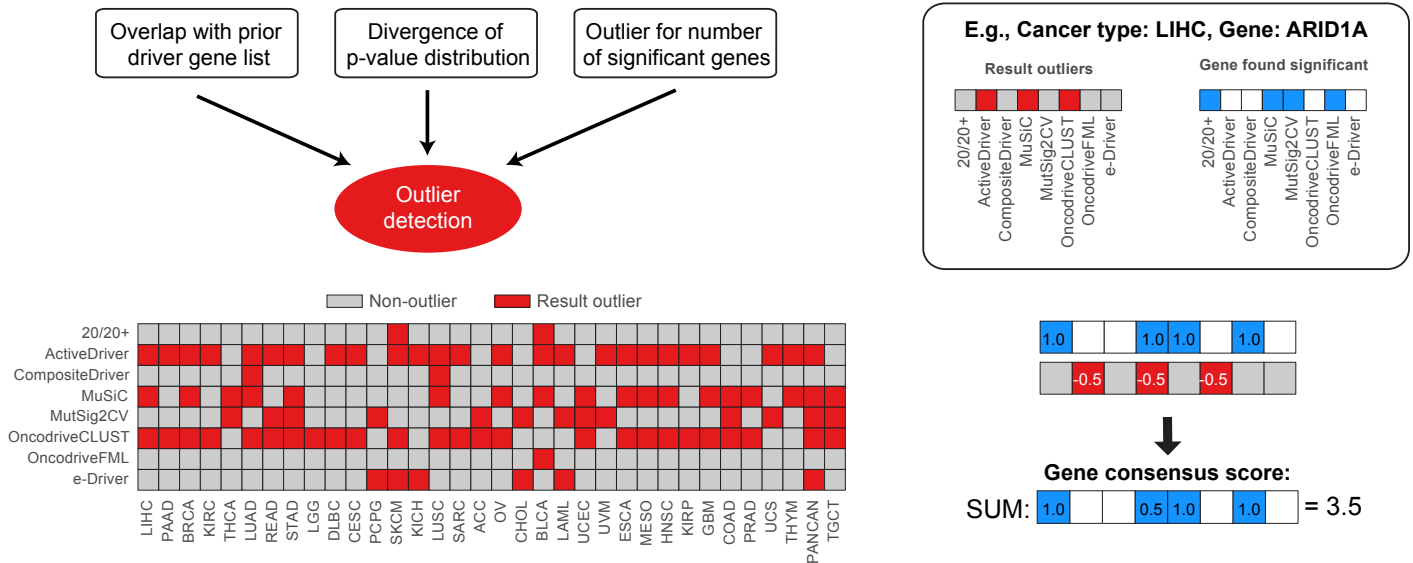 Overlap with prior
driver gene list
Divergence of
p-value distribution
Outlier for number
of significant genes
Outlier
detection
Non-outlier
Result outlier
20/20+
ActiveDriver
CompositeDriver
MuSiC
MutSig2CV
OncodriveCLUST
OncodriveFML
e-Driver
LIHC
PAAD
BRCA
KIRC
THCA
LUAD
READ
STAD
LGG
DLBC
CESC
PCPG
SKCM
KICH
LUSC
SARC
ACC
OV
CHOL
BLCA
LAML
UCEC
UVM
ESCA
MESO
HNSC
KIRP
GBM
COAD
PRAD
UCS
THYM
PANCAN
TGCT
E.g., Cancer type: LIHC, Gene: ARID1A
Result outliers
20/20+
ActiveDriver
CompositeDriver
MuSiC
MutSig2CV
OncodriveCLUST
OncodriveFML
e-Driver
Gene found significant
20/20+
ActiveDriver
CompositeDriver
MuSiC
MutSig2CV
OncodriveCLUST
OncodriveFML
e-Driver
1.0 1.0 1.0 1.0
-0.5 -0.5 -0.5
Gene consensus score:
SUM: 1.0 0.5 1.0 1.0 = 3.5